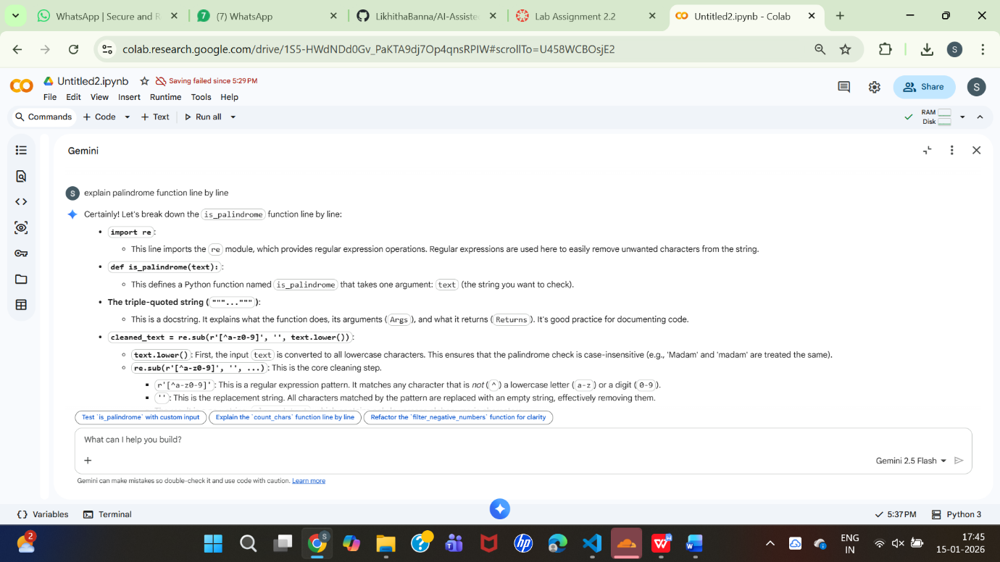 WhatsApp | Secure and R
(7) WhatsApp
LikhithaBanna/AI-Assiste
Lab Assignment 2.2
Untitled2.ipynb - Colab
colab.research.google.com/drive/1S5-HWdNDd0Gv_PaKTA9dj7Op4qnsRPIW#scrollTo=U458WCBOsjE2
S
Untitled2.ipynb
Saving failed since 5:29 PM
File Edit View Insert Runtime Tools Help
Share
S
Commands + Code + Text Run all
RAM
Disk
Gemini
S explain palindrome function line by line
Certainly! Let's break down the is_palindrome function line by line:
• import re:
This line imports the re module, which provides regular expression operations. Regular expressions are used here to easily remove unwanted characters from the string.
• def is_palindrome(text)::
This defines a Python function named is_palindrome that takes one argument: text (the string you want to check).
• The triple-quoted string ("""..."""):
This is a docstring. It explains what the function does, its arguments (Args), and what it returns (Returns). It's good practice for documenting code.
• cleaned_text = re.sub(r'[^a-z0-9]', '', text.lower()):
text.lower(): First, the input text is converted to all lowercase characters. This ensures that the palindrome check is case-insensitive (e.g., 'Madam' and 'madam' are treated the same).
re.sub(r'[^a-z0-9]', '', ...): This is the core cleaning step.
r'[^a-z0-9]': This is a regular expression pattern. It matches any character that is not (^) a lowercase letter (a-z) or a digit (0-9).
'': This is the replacement string. All characters matched by the pattern are replaced with an empty string, effectively removing them.
Test `is_palindrome` with custom input
Explain the `count_chars` function line by line
Refactor the `filter_negative_numbers` function for clarity
What can I help you build?
Gemini 2.5 Flash
Gemini can make mistakes so double-check it and use code with caution. Learn more
Variables Terminal
5:37 PM Python 3
2
ENG
IN
17:45
15-01-2026